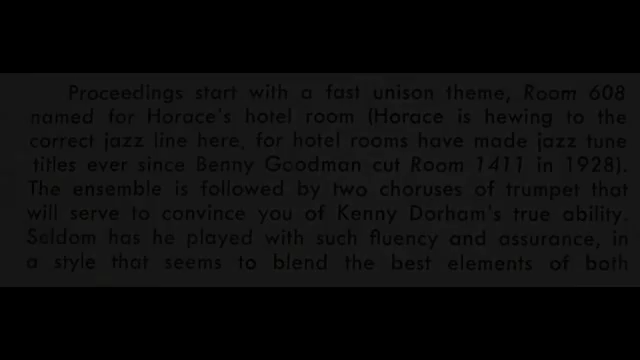 Proceedings start with a fast unison theme, Room 608
named for Horace's hotel room (Horace is hewing to the
correct jazz line here, for hotel rooms have made jazz tune
titles ever since Benny Goodman cut Room 1411 in 1928).
The ensemble is followed by two choruses of trumpet that
will serve to convince you of Kenny Dorham's true ability.
Seldom has he played with such fluency and assurance, in
a style that seems to blend the best elements of both